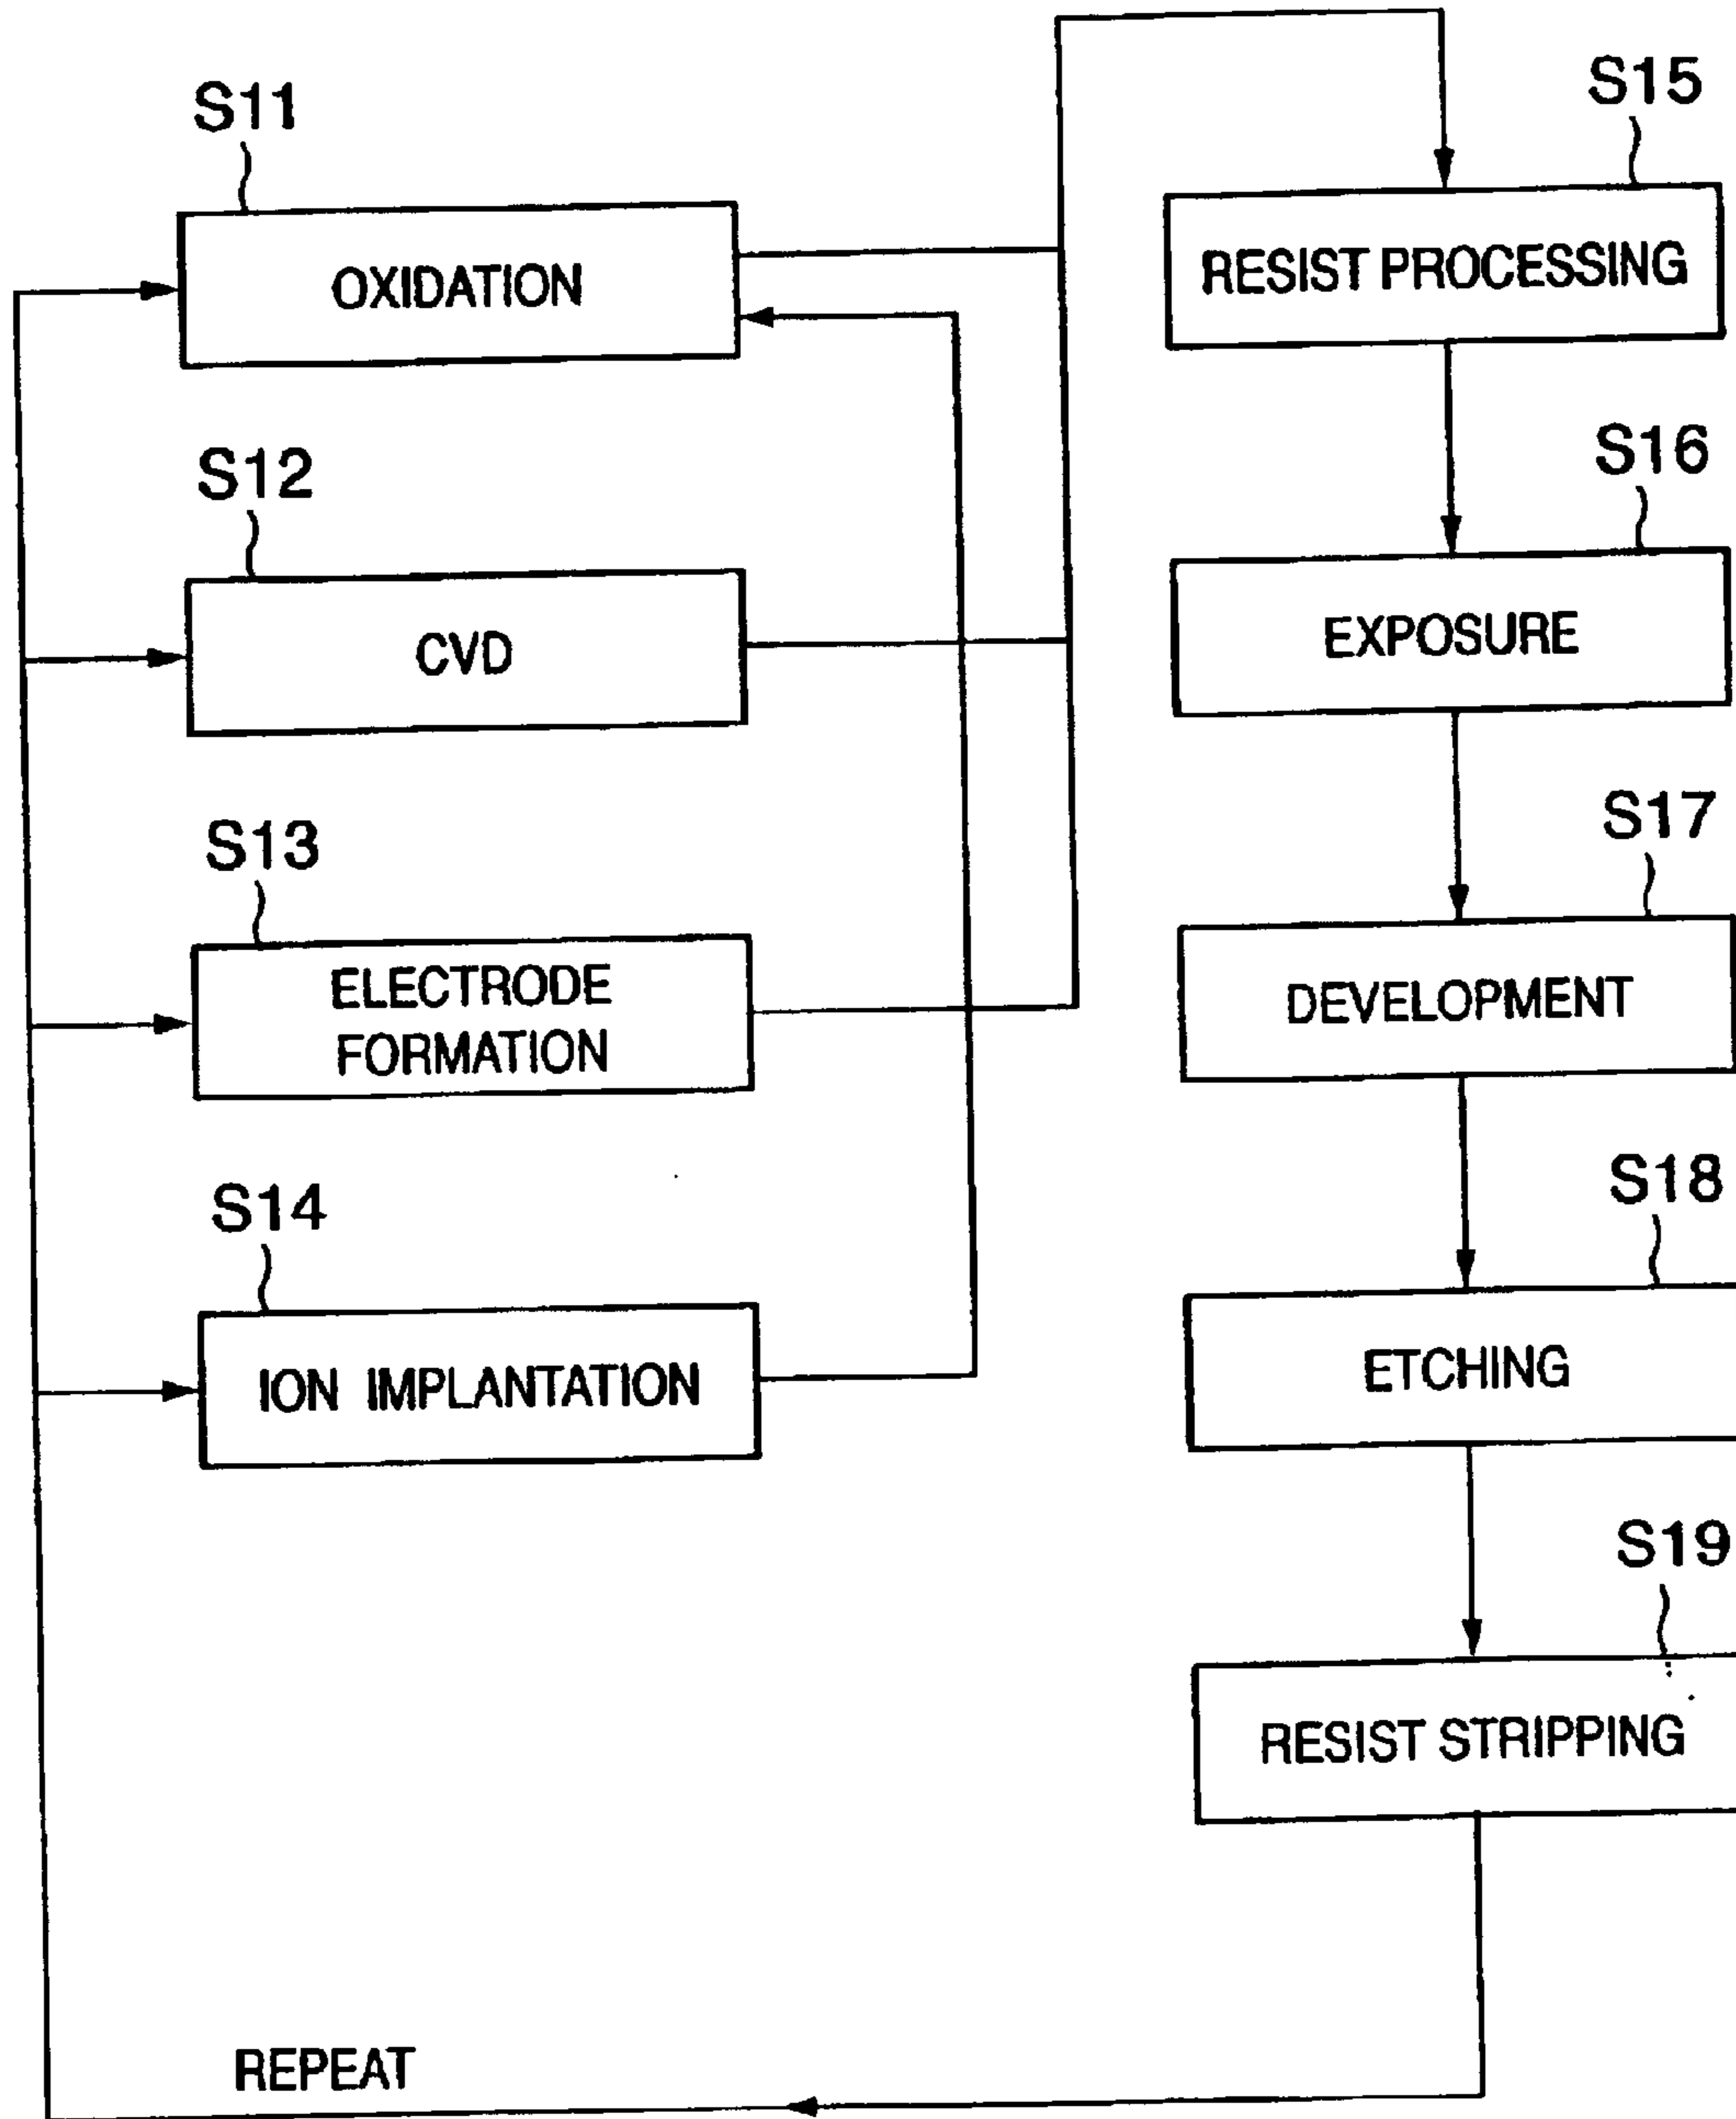 S11
OXIDATION
S12
CVD
S13
ELECTRODE
FORMATION
S14
ION IMPLANTATION
S15
RESIST PROCESSING
S16
EXPOSURE
S17
DEVELOPMENT
S18
ETCHING
S19
RESIST STRIPPING
REPEAT